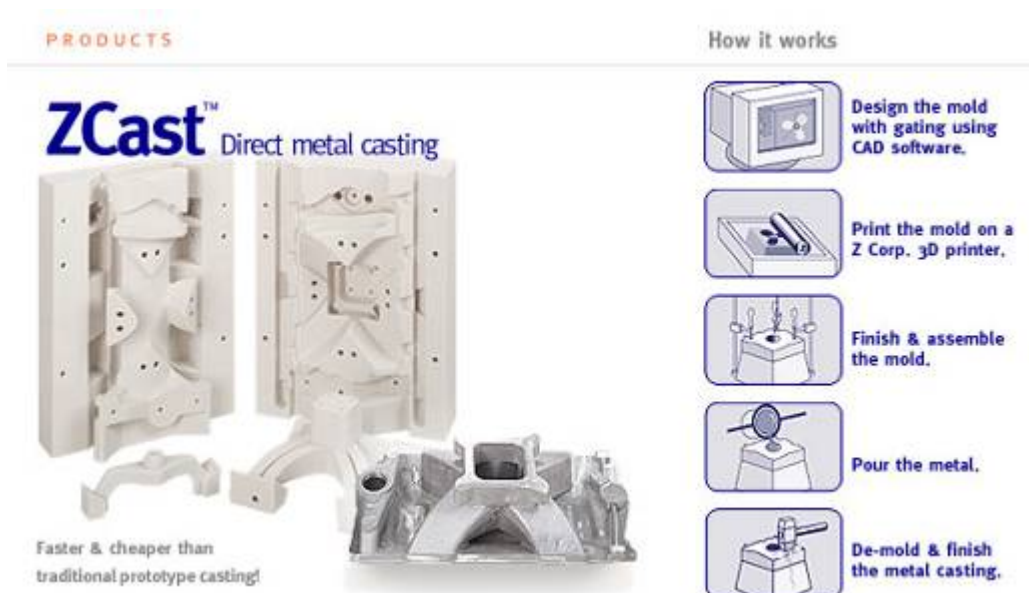 PRODUCTS
How it works
ZCast™ Direct metal casting
Design the mold
with gating using
CAD software.
Print the mold on a
Z Corp. 3D printer.
Finish & assemble
the mold.
Pour the metal.
De-mold & finish
the metal casting.
Faster & cheaper than
traditional prototype casting!